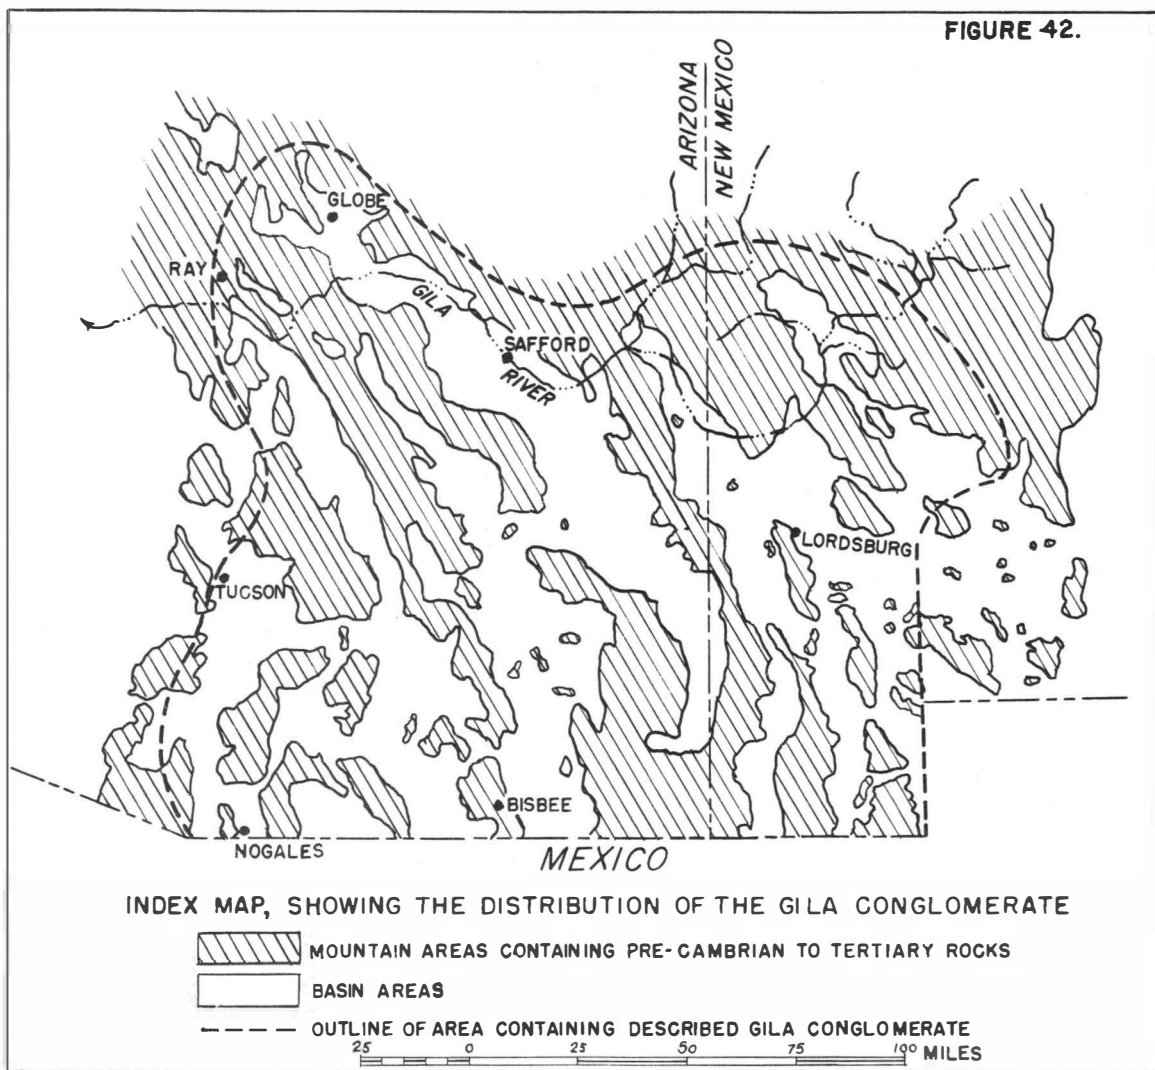 FIGURE 42.
ARIZONA
NEW MEXICO
GLOBE
RAY
GILA
SAFFORD
RIVER
LORDSBURG
TUCSON
BISBEE
NOGALES
MEXICO
INDEX MAP, SHOWING THE DISTRIBUTION OF THE GILA CONGLOMERATE
MOUNTAIN AREAS CONTAINING PRE-CAMBRIAN TO TERTIARY ROCKS
BASIN AREAS
OUTLINE OF AREA CONTAINING DESCRIBED GILA CONGLOMERATE
25 0 25 50 75 100 MILES